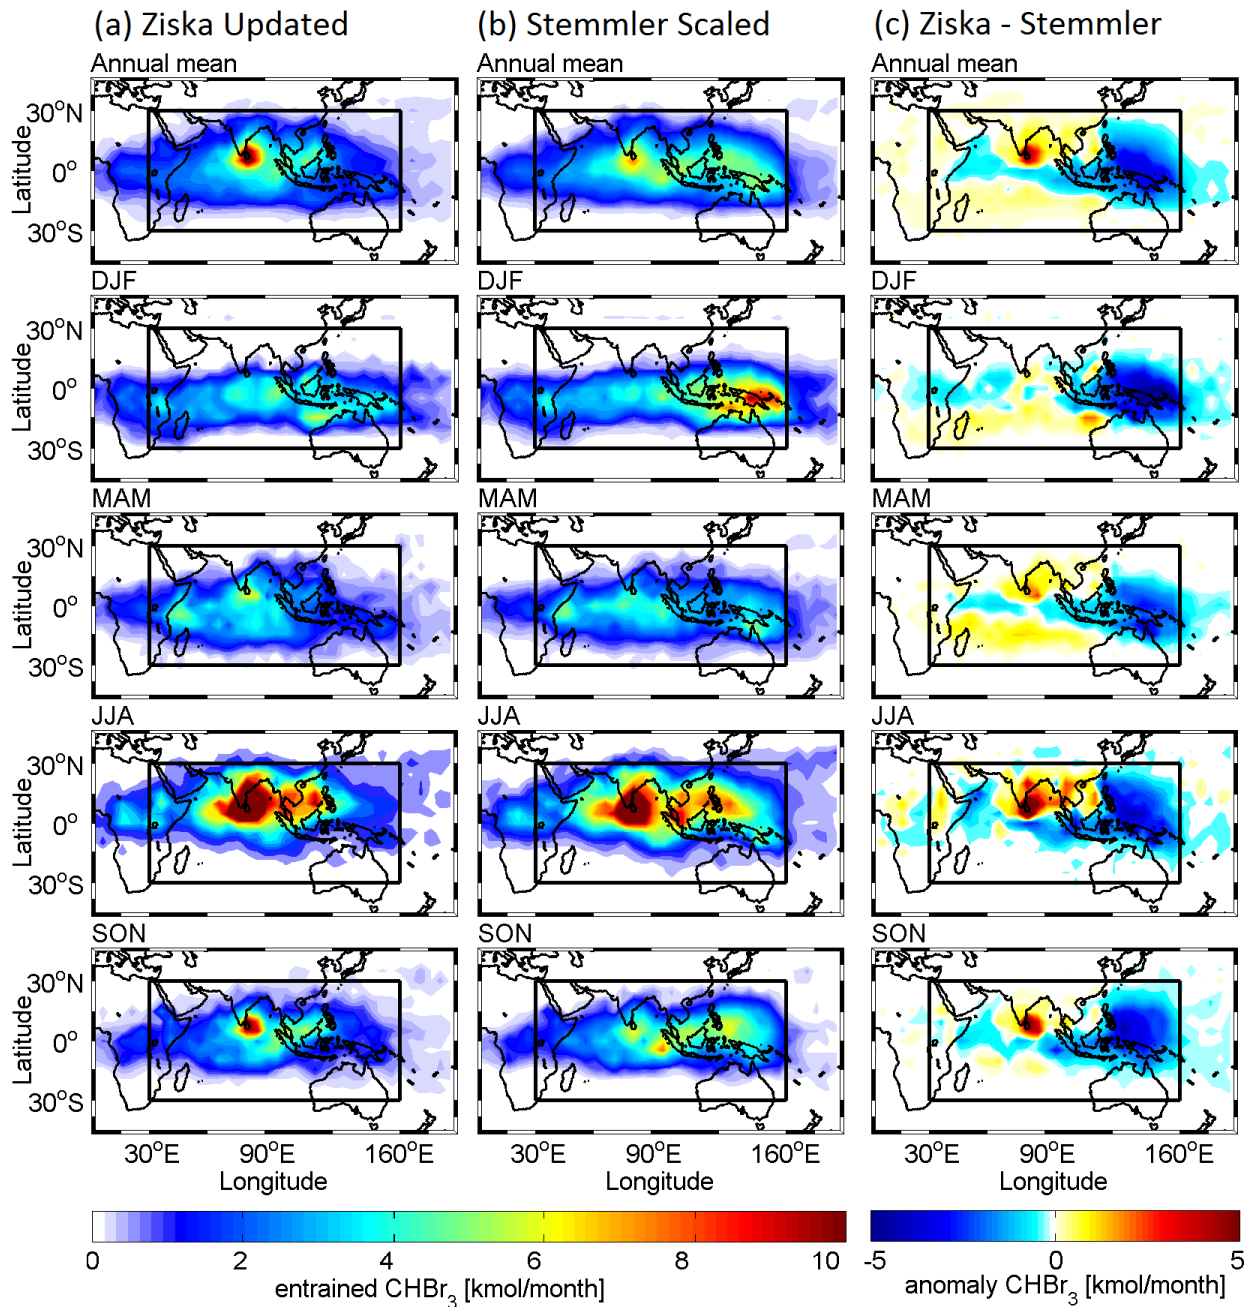 (a) Ziska Updated (b) Stemmler Scaled (c) Ziska - Stemmler
Annual mean Annual mean Annual mean
30°N
0°
30°S
Latitude
DJF DJF DJF
30°N
0°
30°S
Latitude
MAM MAM MAM
30°N
0°
30°S
Latitude
JJA JJA JJA
30°N
0°
30°S
Latitude
SON SON SON
30°N
0°
30°S
Latitude
30°E 90°E 160°E 30°E 90°E 160°E 30°E 90°E 160°E
Longitude Longitude Longitude
0 2 4 6 8 10 -5 0 5
entrained CHBr₃ [kmol/month] anomaly CHBr₃ [kmol/month]